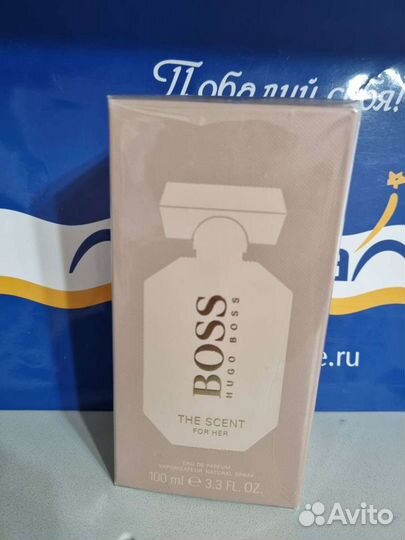 Побалуй себя!
BOSS
HUGO BOSS
THE SCENT
FOR HER
EAU DE PARFUM
VAPORISATEUR NATURAL SPRAY
100 ml e 3.3 FL. OZ.
.ru
Avito